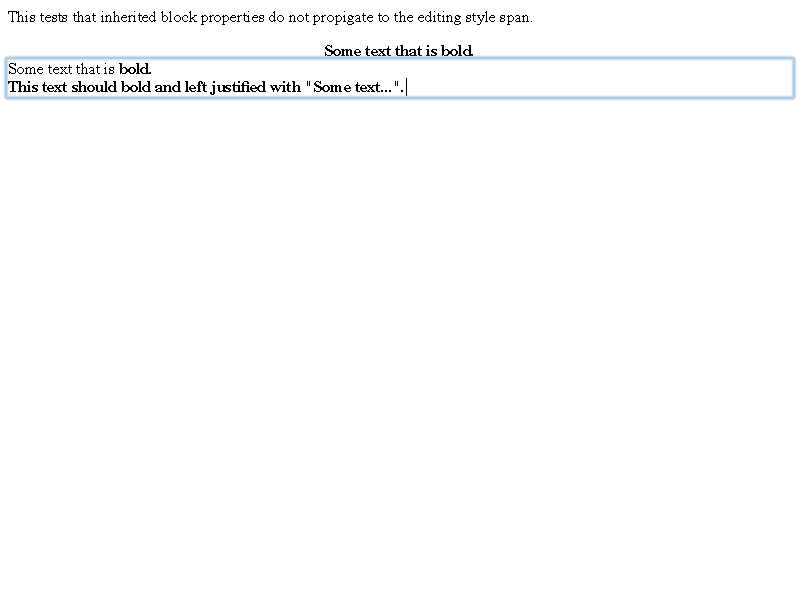 This tests that inherited block properties do not propigate to the editing style span.
Some text that is bold.
Some text that is bold.
This text should bold and left justified with "Some text...".